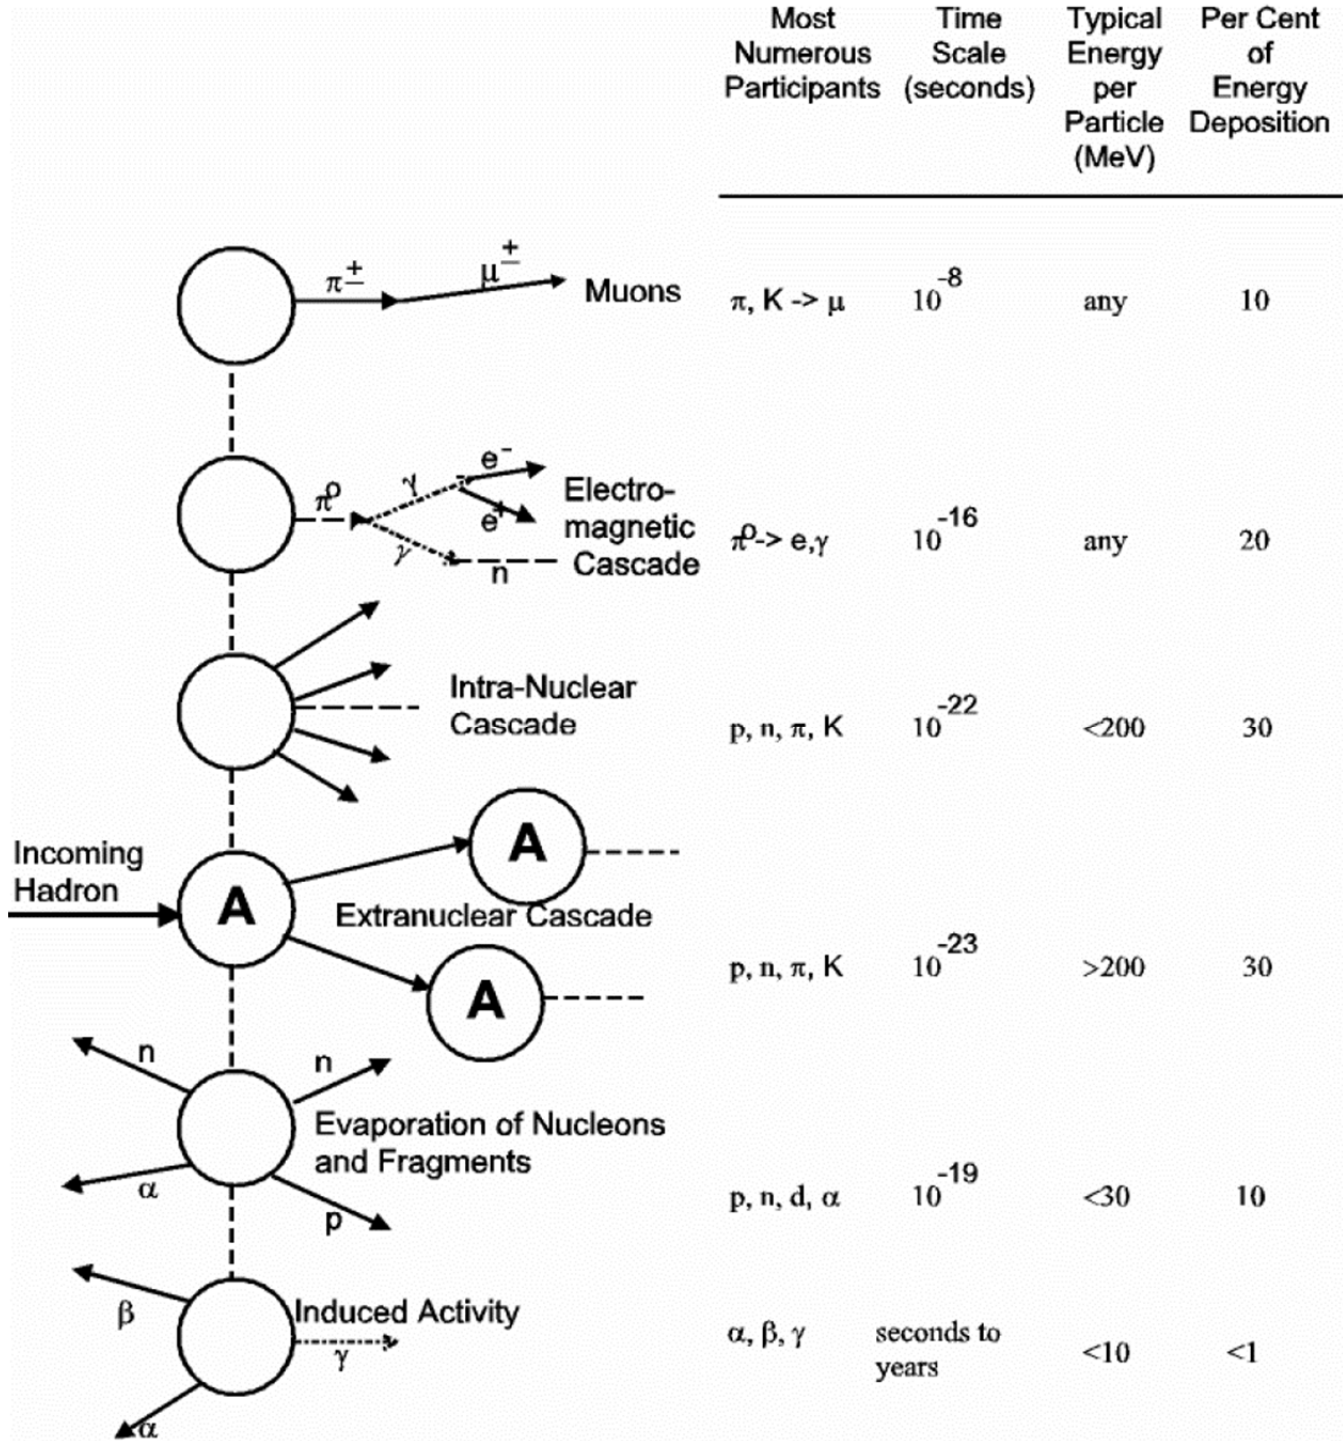 Most Numerous Participants
Time Scale (seconds)
Typical Energy per Particle (MeV)
Per Cent of Energy Deposition
π± μ± Muons
π, K -> μ 10^-8 any 10
π⁰ γ e⁻ e⁺ γ n
Electro-
magnetic
Cascade
π⁰-> e,γ 10^-16 any 20
Intra-Nuclear
Cascade
p, n, π, K 10^-22 <200 30
Incoming
Hadron
A
A
Extranuclear Cascade
A
p, n, π, K 10^-23 >200 30
n n
Evaporation of Nucleons
and Fragments
α p
p, n, d, α 10^-19 <30 10
β Induced Activity
γ
α
α, β, γ seconds to years <10 <1